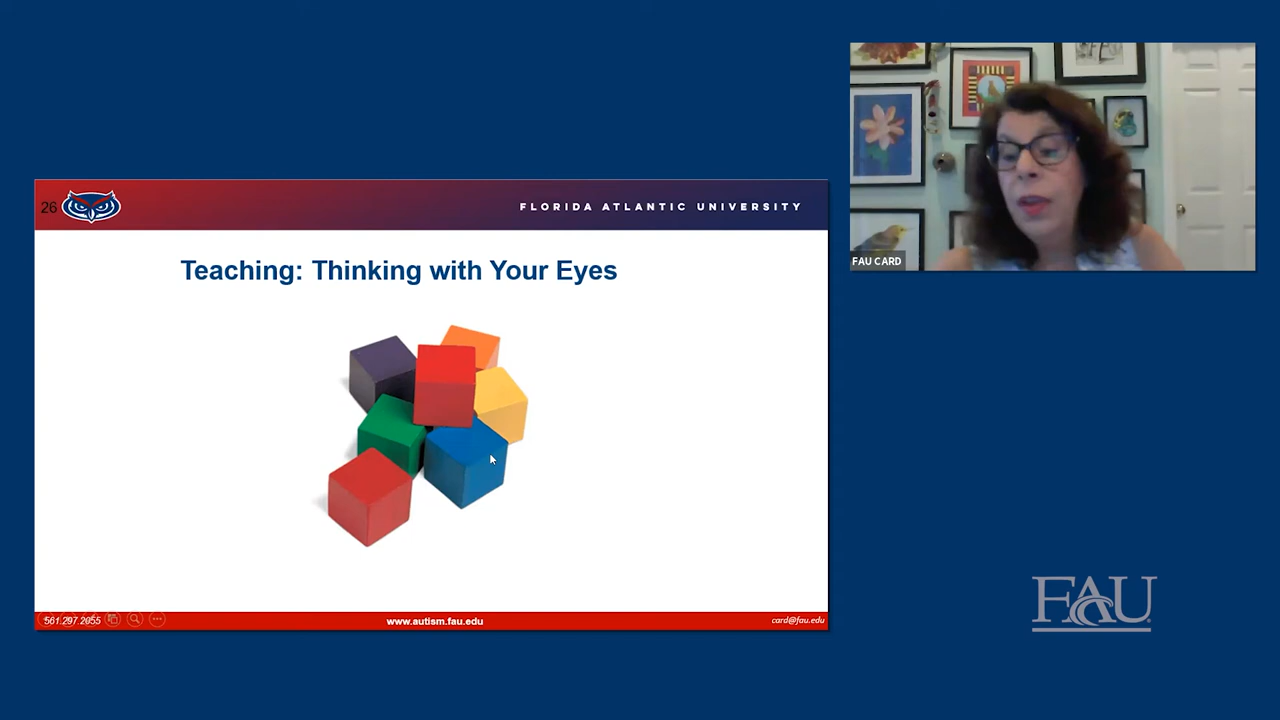 26
FLORIDA ATLANTIC UNIVERSITY
Teaching: Thinking with Your Eyes
561.297.2055
www.autism.fau.edu
card@fau.edu
FAU CARD
FAU